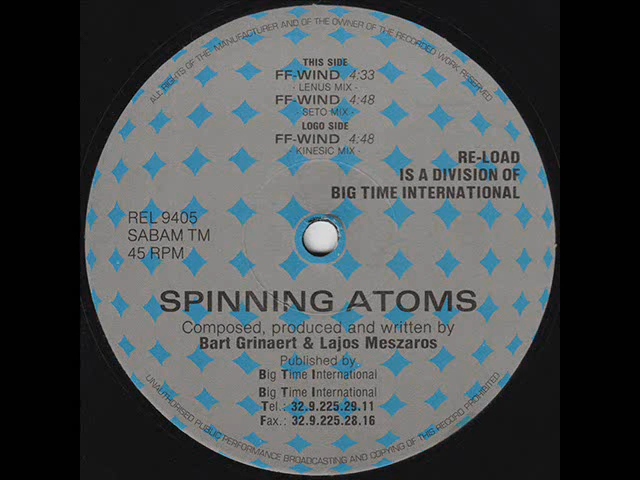 ALL RIGHTS OF THE MANUFACTURER AND OF THE OWNER OF THE RECORDED WORK RESERVED
THIS SIDE
FF-WIND 4:33
- LENUS MIX -
FF-WIND 4:48
- SETO MIX -
LOGO SIDE
FF-WIND 4:48
- KINESIC MIX -
RE-LOAD
IS A DIVISION OF
BIG TIME INTERNATIONAL
REL 9405
SABAM TM
45 RPM
SPINNING ATOMS
Composed, produced and written by
Bart Grinaert & Lajos Meszaros
Published by
Big Time International
Big Time International
Tel.: 32.9.225.29.11
Fax.: 32.9.225.28.16
UNAUTHORISED PUBLIC PERFORMANCE BROADCASTING AND COPYING OF THIS RECORD PROHIBITED